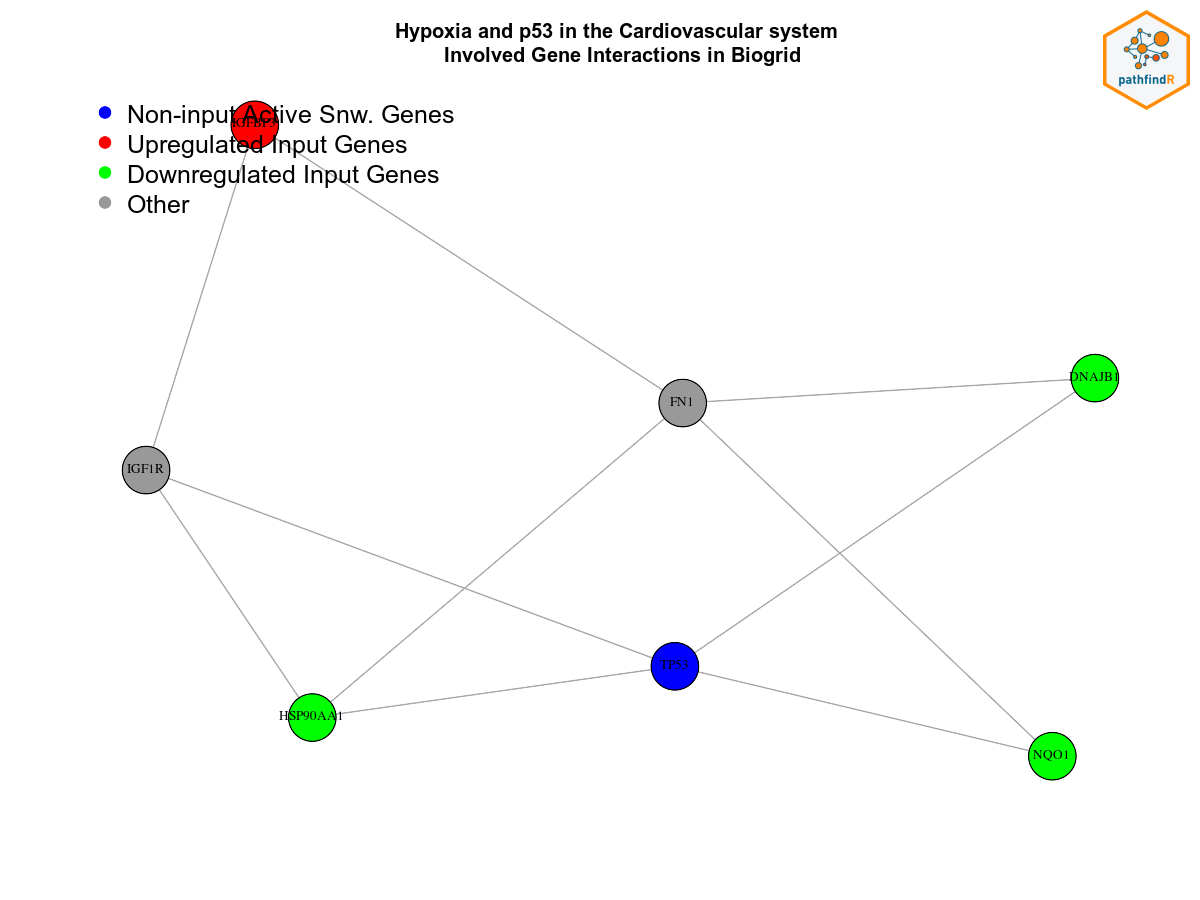 Hypoxia and p53 in the Cardiovascular system
Involved Gene Interactions in Biogrid
pathfindR
Non-input Active Snw. Genes
IGFBP3
Upregulated Input Genes
Downregulated Input Genes
Other
DNAJB1
FN1
IGF1R
TP53
HSP90AA1
NQO1